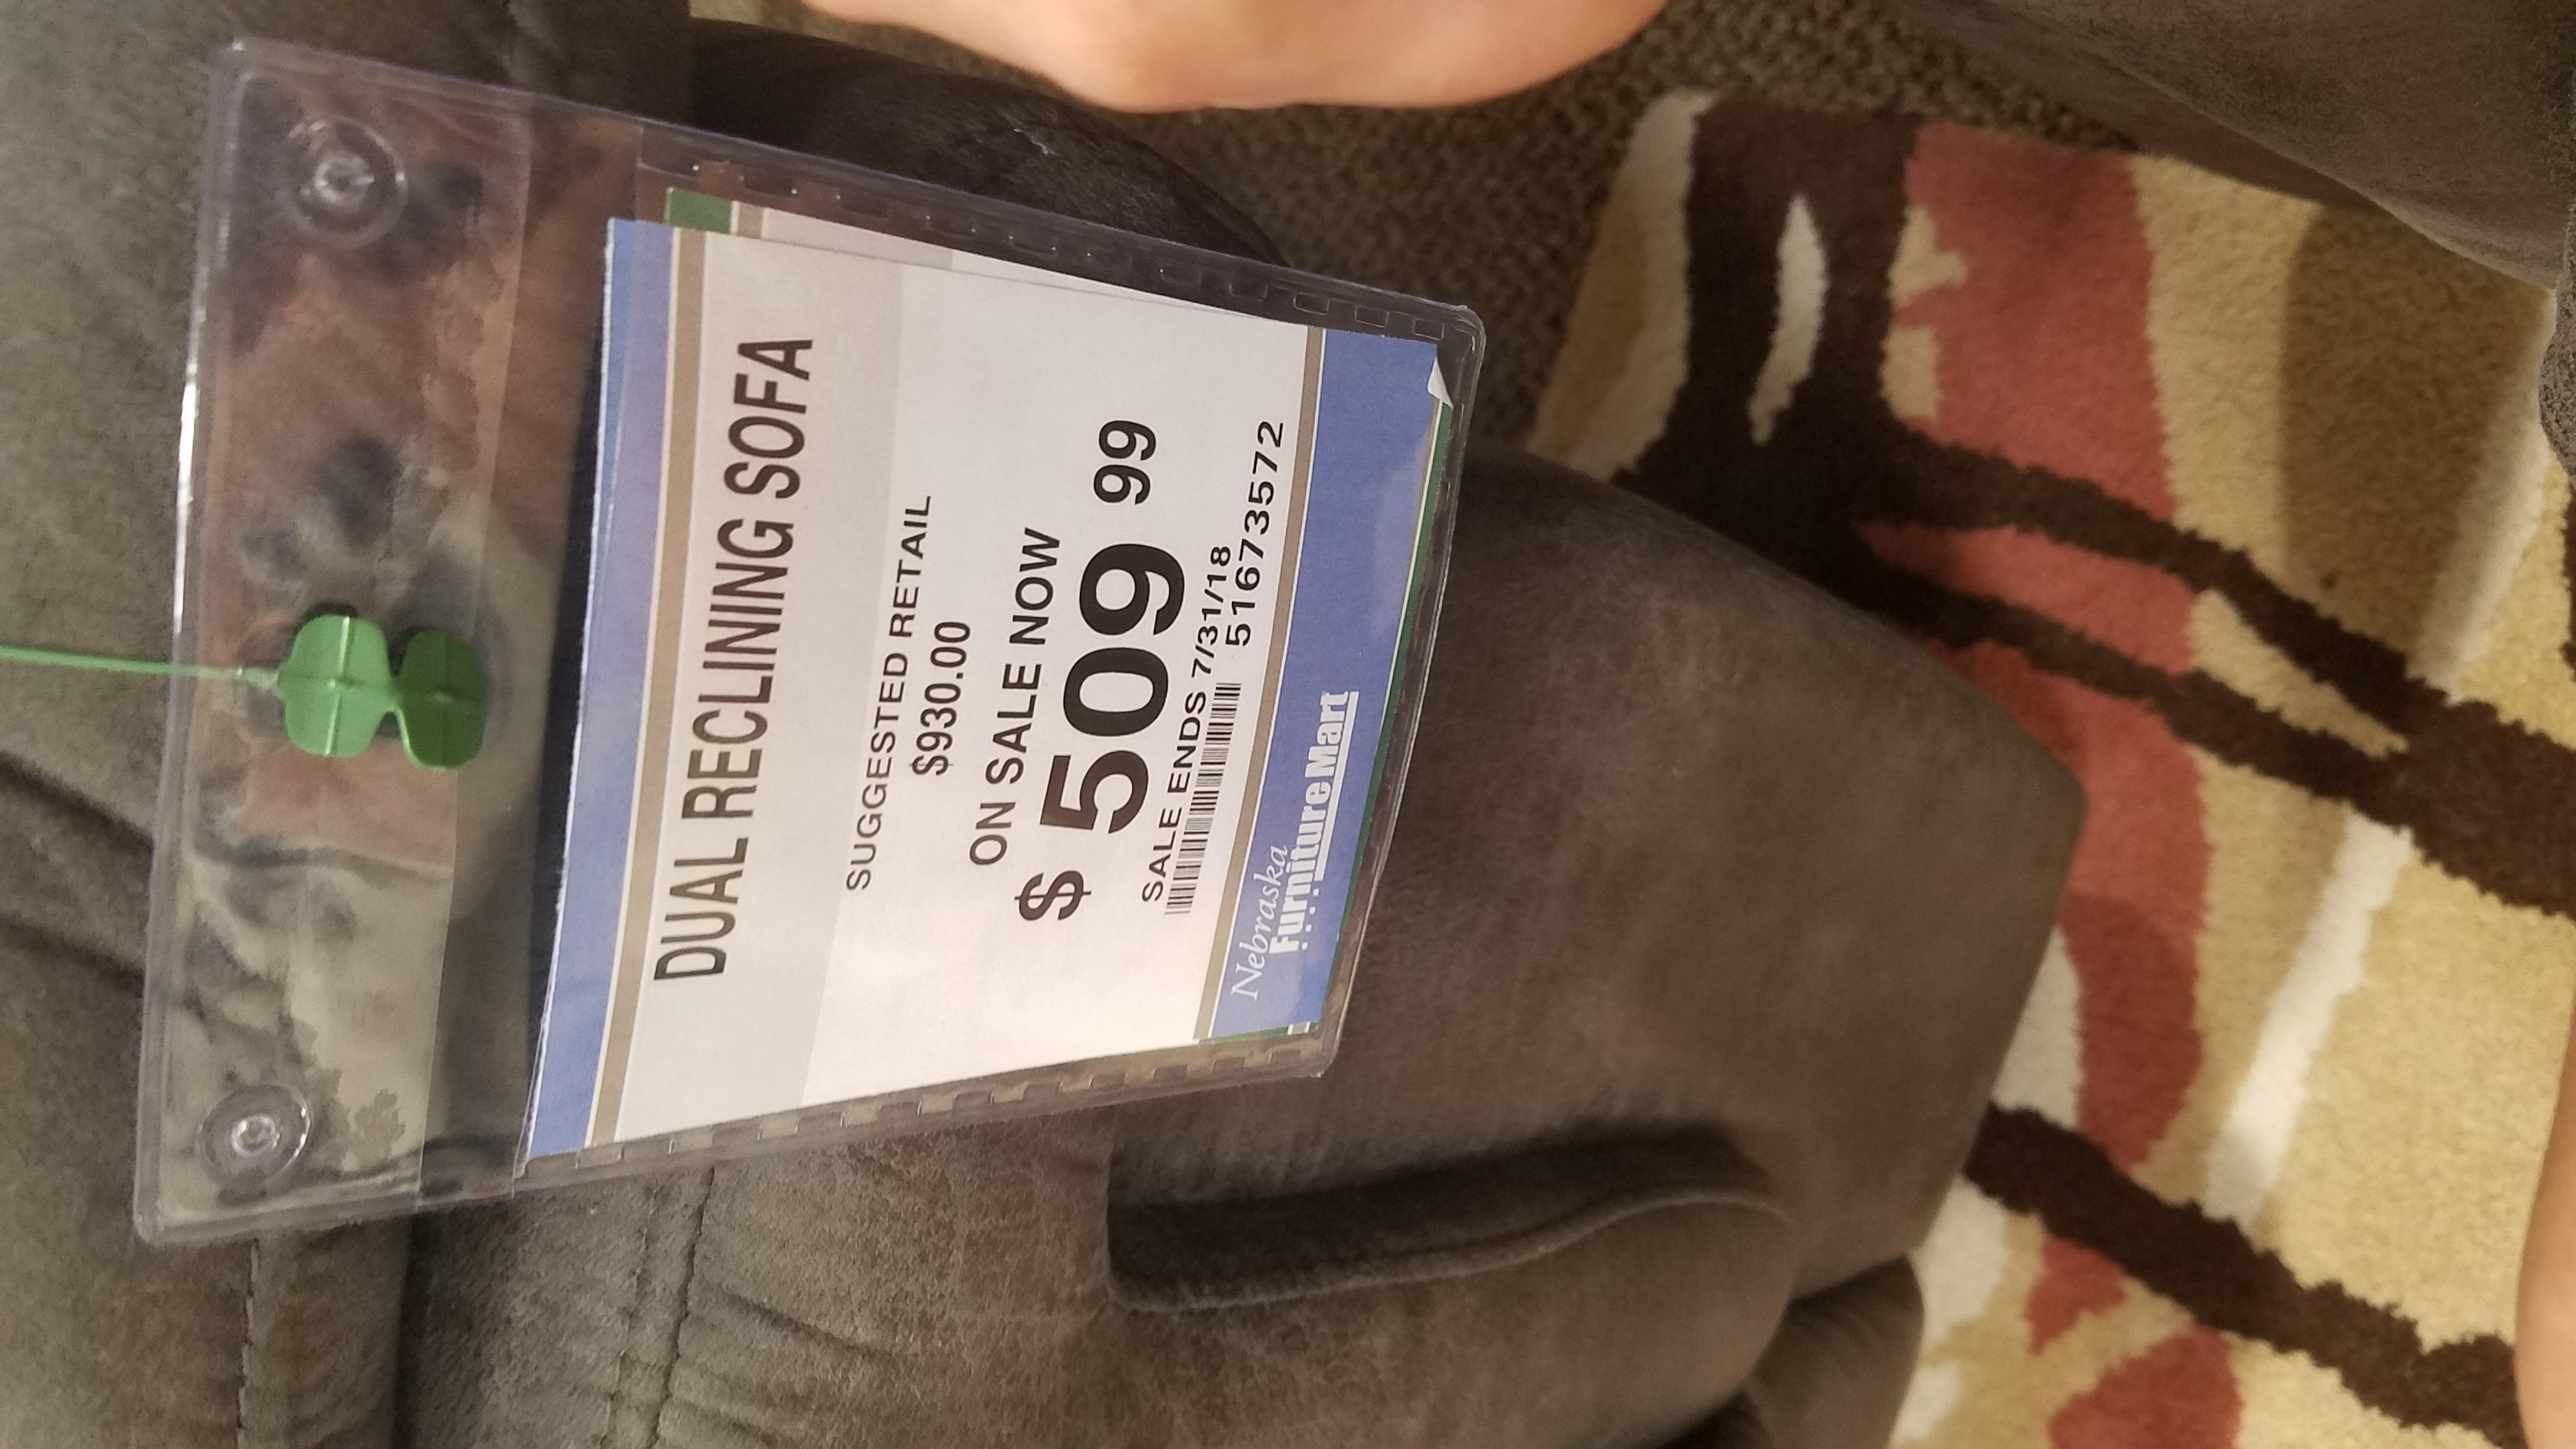 DUAL RECLINING SOFA
SUGGESTED RETAIL
$930.00
ON SALE NOW
$ 509 99
SALE ENDS 7/31/18
51673572
Nebraska
Furniture Mart